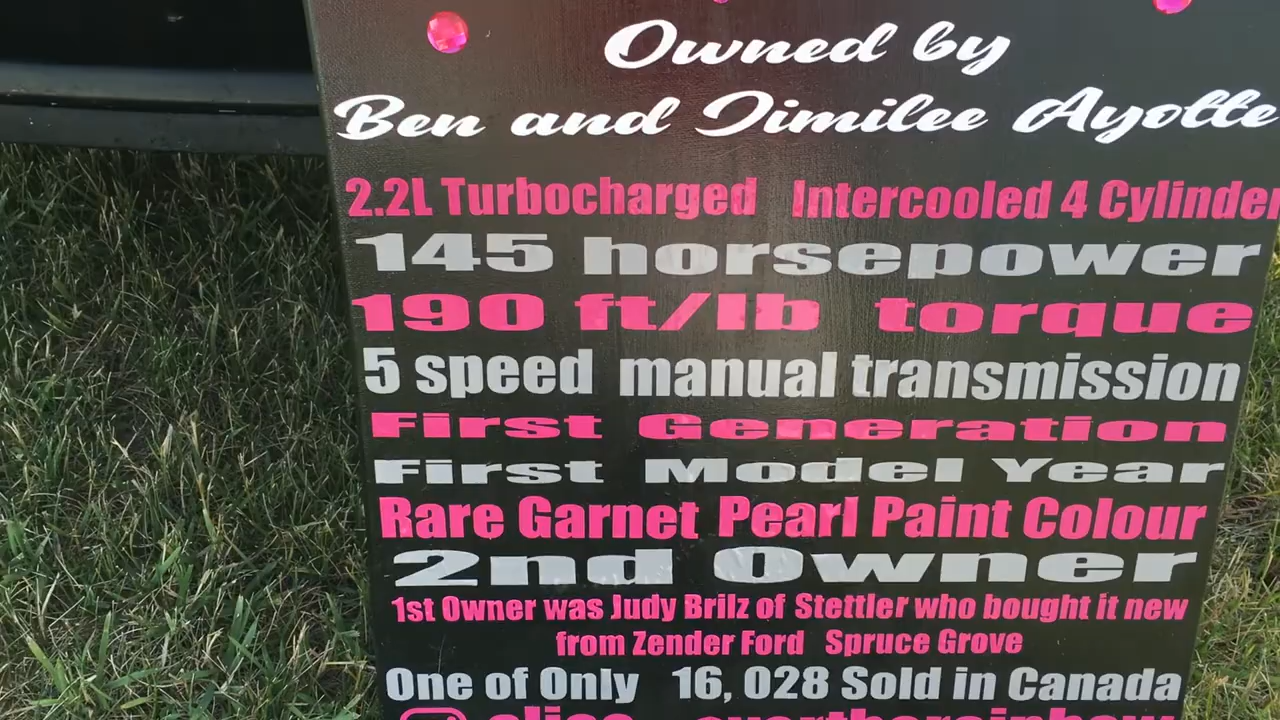 Owned by
Ben and Jimilee Ayotte
2.2L Turbocharged Intercooled 4 Cylinder
145 horsepower
190 ft/lb torque
5 speed manual transmission
First Generation
First Model Year
Rare Garnet Pearl Paint Colour
2nd Owner
1st Owner was Judy Brilz of Stettler who bought it new
from Zender Ford Spruce Grove
One of Only 16, 028 Sold in Canada